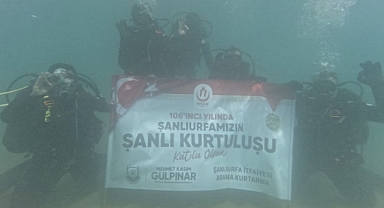 106'INCI YILINDA
ŞANLIURFAMIZIN
ŞANLI KURTULUŞU
Kutlu Olsun
MEHMET KASIM
GÜLPINAR
ŞANLIURFA İTFAİYESİ
ARAMA KURTARMA